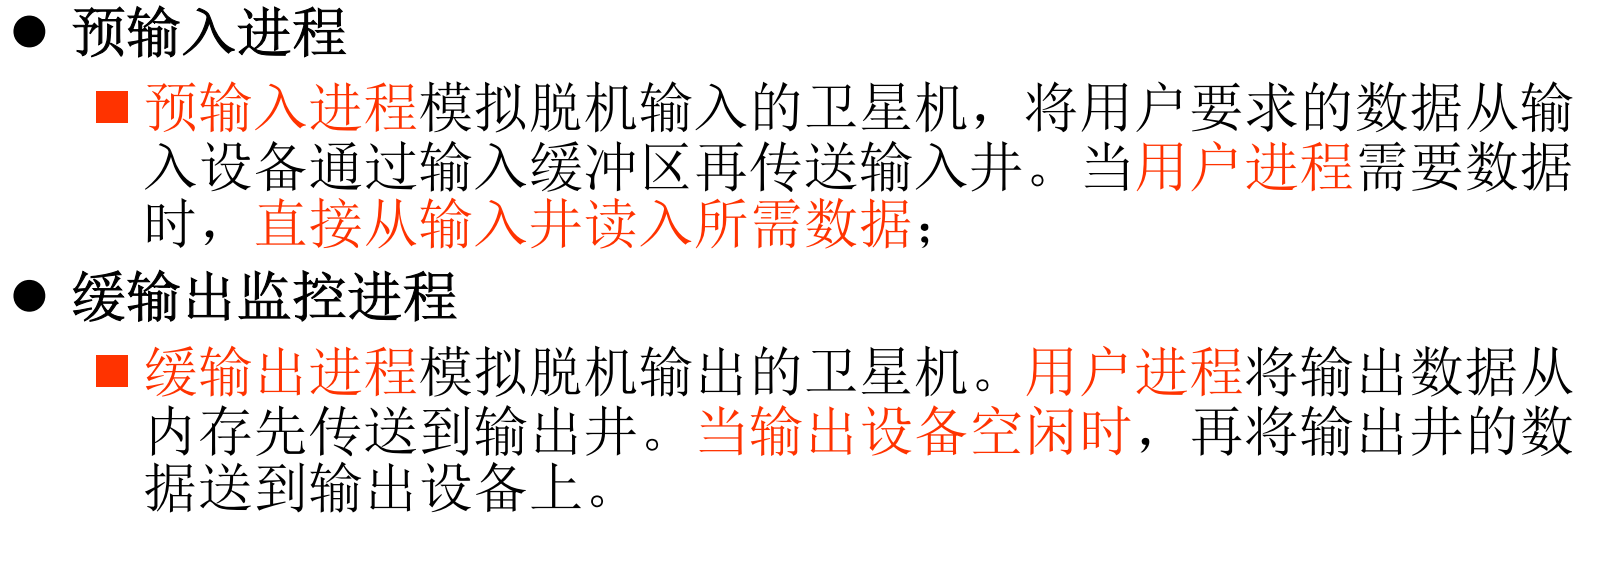 ● 预输入进程
■ 预输入进程模拟脱机输入的卫星机，将用户要求的数据从输
入设备通过输入缓冲区再传送输入井。当用户进程需要数据
时，直接从输入井读入所需数据；
● 缓输出监控进程
■ 缓输出进程模拟脱机输出的卫星机。用户进程将输出数据从
内存先传送到输出井。当输出设备空闲时，再将输出井的数
据送到输出设备上。